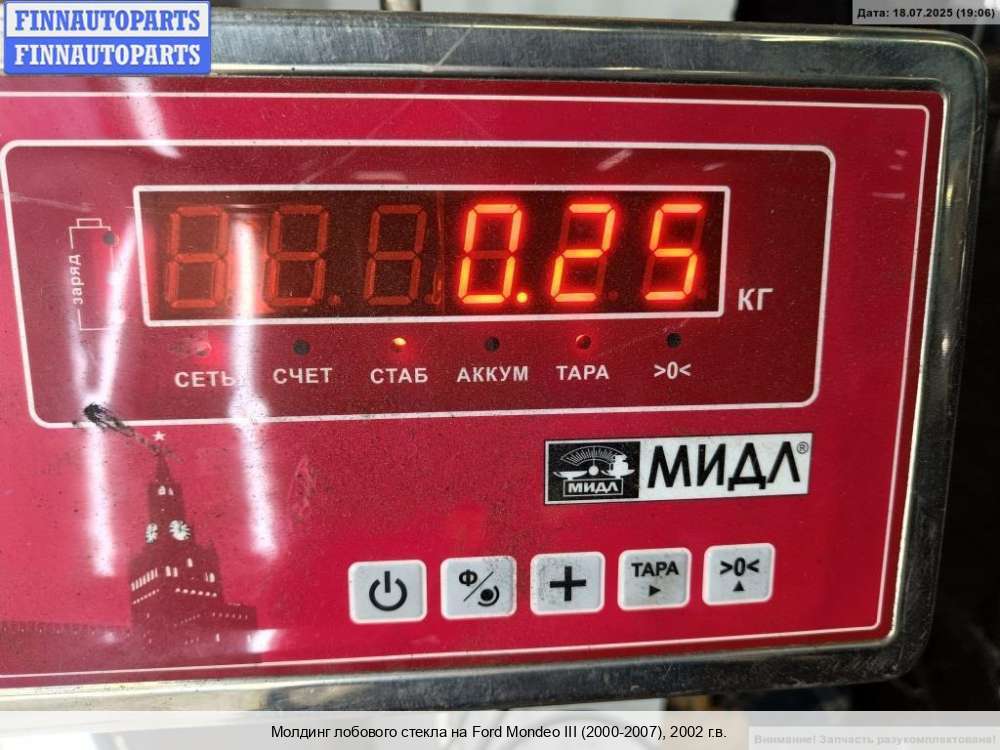 FINNAUTOPARTS
FINNAUTOPARTS
Дата: 18.07.2025 (19:06)
заряд
0.25
КГ
СЕТЬ СЧЕТ СТАБ АККУМ ТАРА >0<
МИДЛ МИДЛ®
Ф ТАРА >0<
Молдинг лобового стекла на Ford Mondeo III (2000-2007), 2002 г.в.
Внимание! Запчасть разукомплектована!